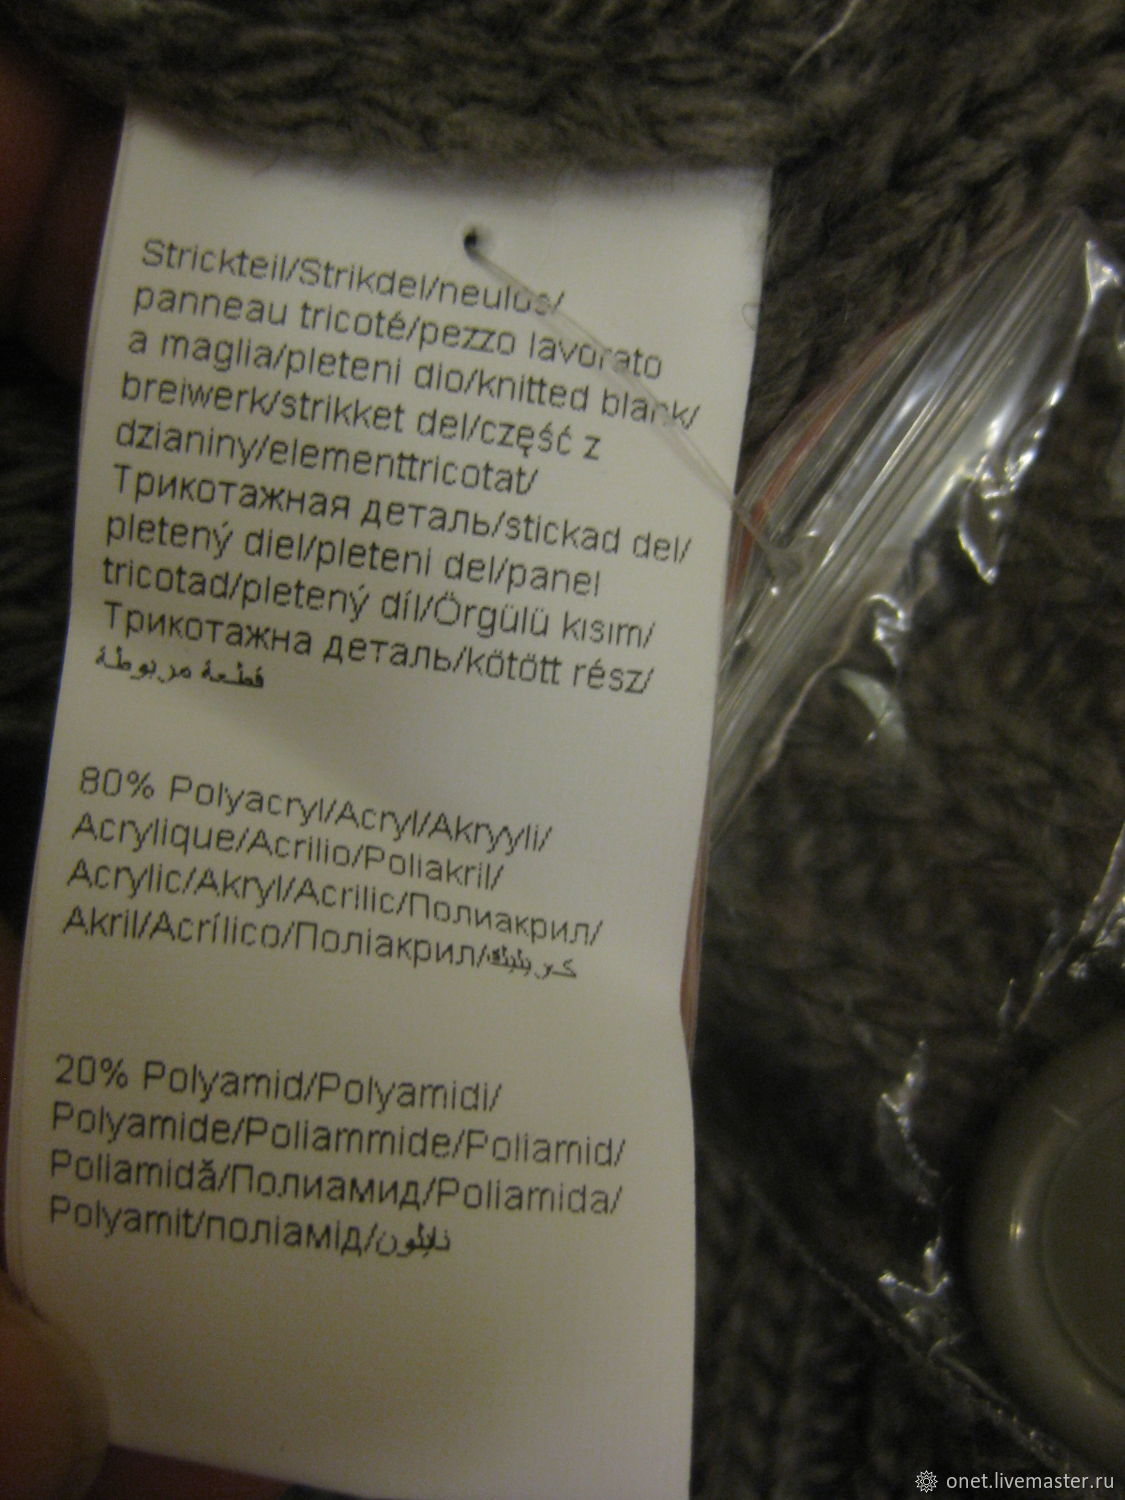 Strickteil/Strikdel/neulos/
panneau tricoté/pezzo lavorato
a maglia/pleteni dio/knitted blank/
breiwerk/strikket del/część z
dzianiny/elementtricotat/
Трикотажная деталь/stickad del/
pletený diel/pleteni del/panel
tricotad/pletený díl/Örgülü kısım/
Трикотажна деталь/kötött rész/
قطعة مربوطة
80% Polyacryl/Acryl/Akryyli/
Acrylique/Acrilio/Poliakril/
Acrylic/Akryl/Acrilic/Полиакрил/
Akril/Acrílico/Поліакрил/
20% Polyamid/Polyamidi/
Polyamide/Poliammide/Poliamid/
Poliamidă/Полиамид/Poliamida/
Polyamit/поліамід/نايلون
onet.livemaster.ru